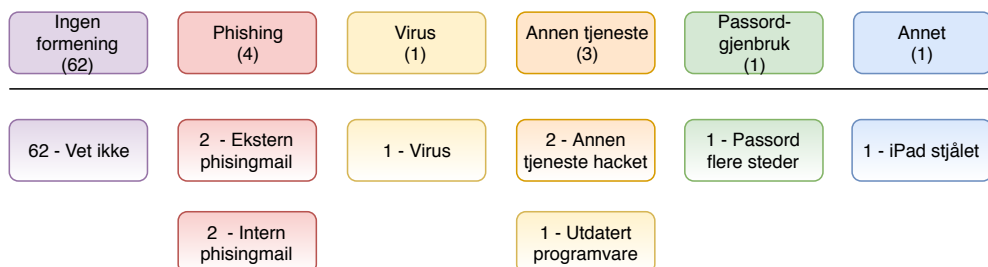 Ingen
formening
(62)
Phishing
(4)
Virus
(1)
Annen tjeneste
(3)
Passord-
gjenbruk
(1)
Annet
(1)
62 - Vet ikke
2  - Ekstern
phisingmail
1 - Virus
2 - Annen
tjeneste hacket
1 - Passord
flere steder
1 - iPad stjålet
2  - Intern
phisingmail
1 - Utdatert
programvare